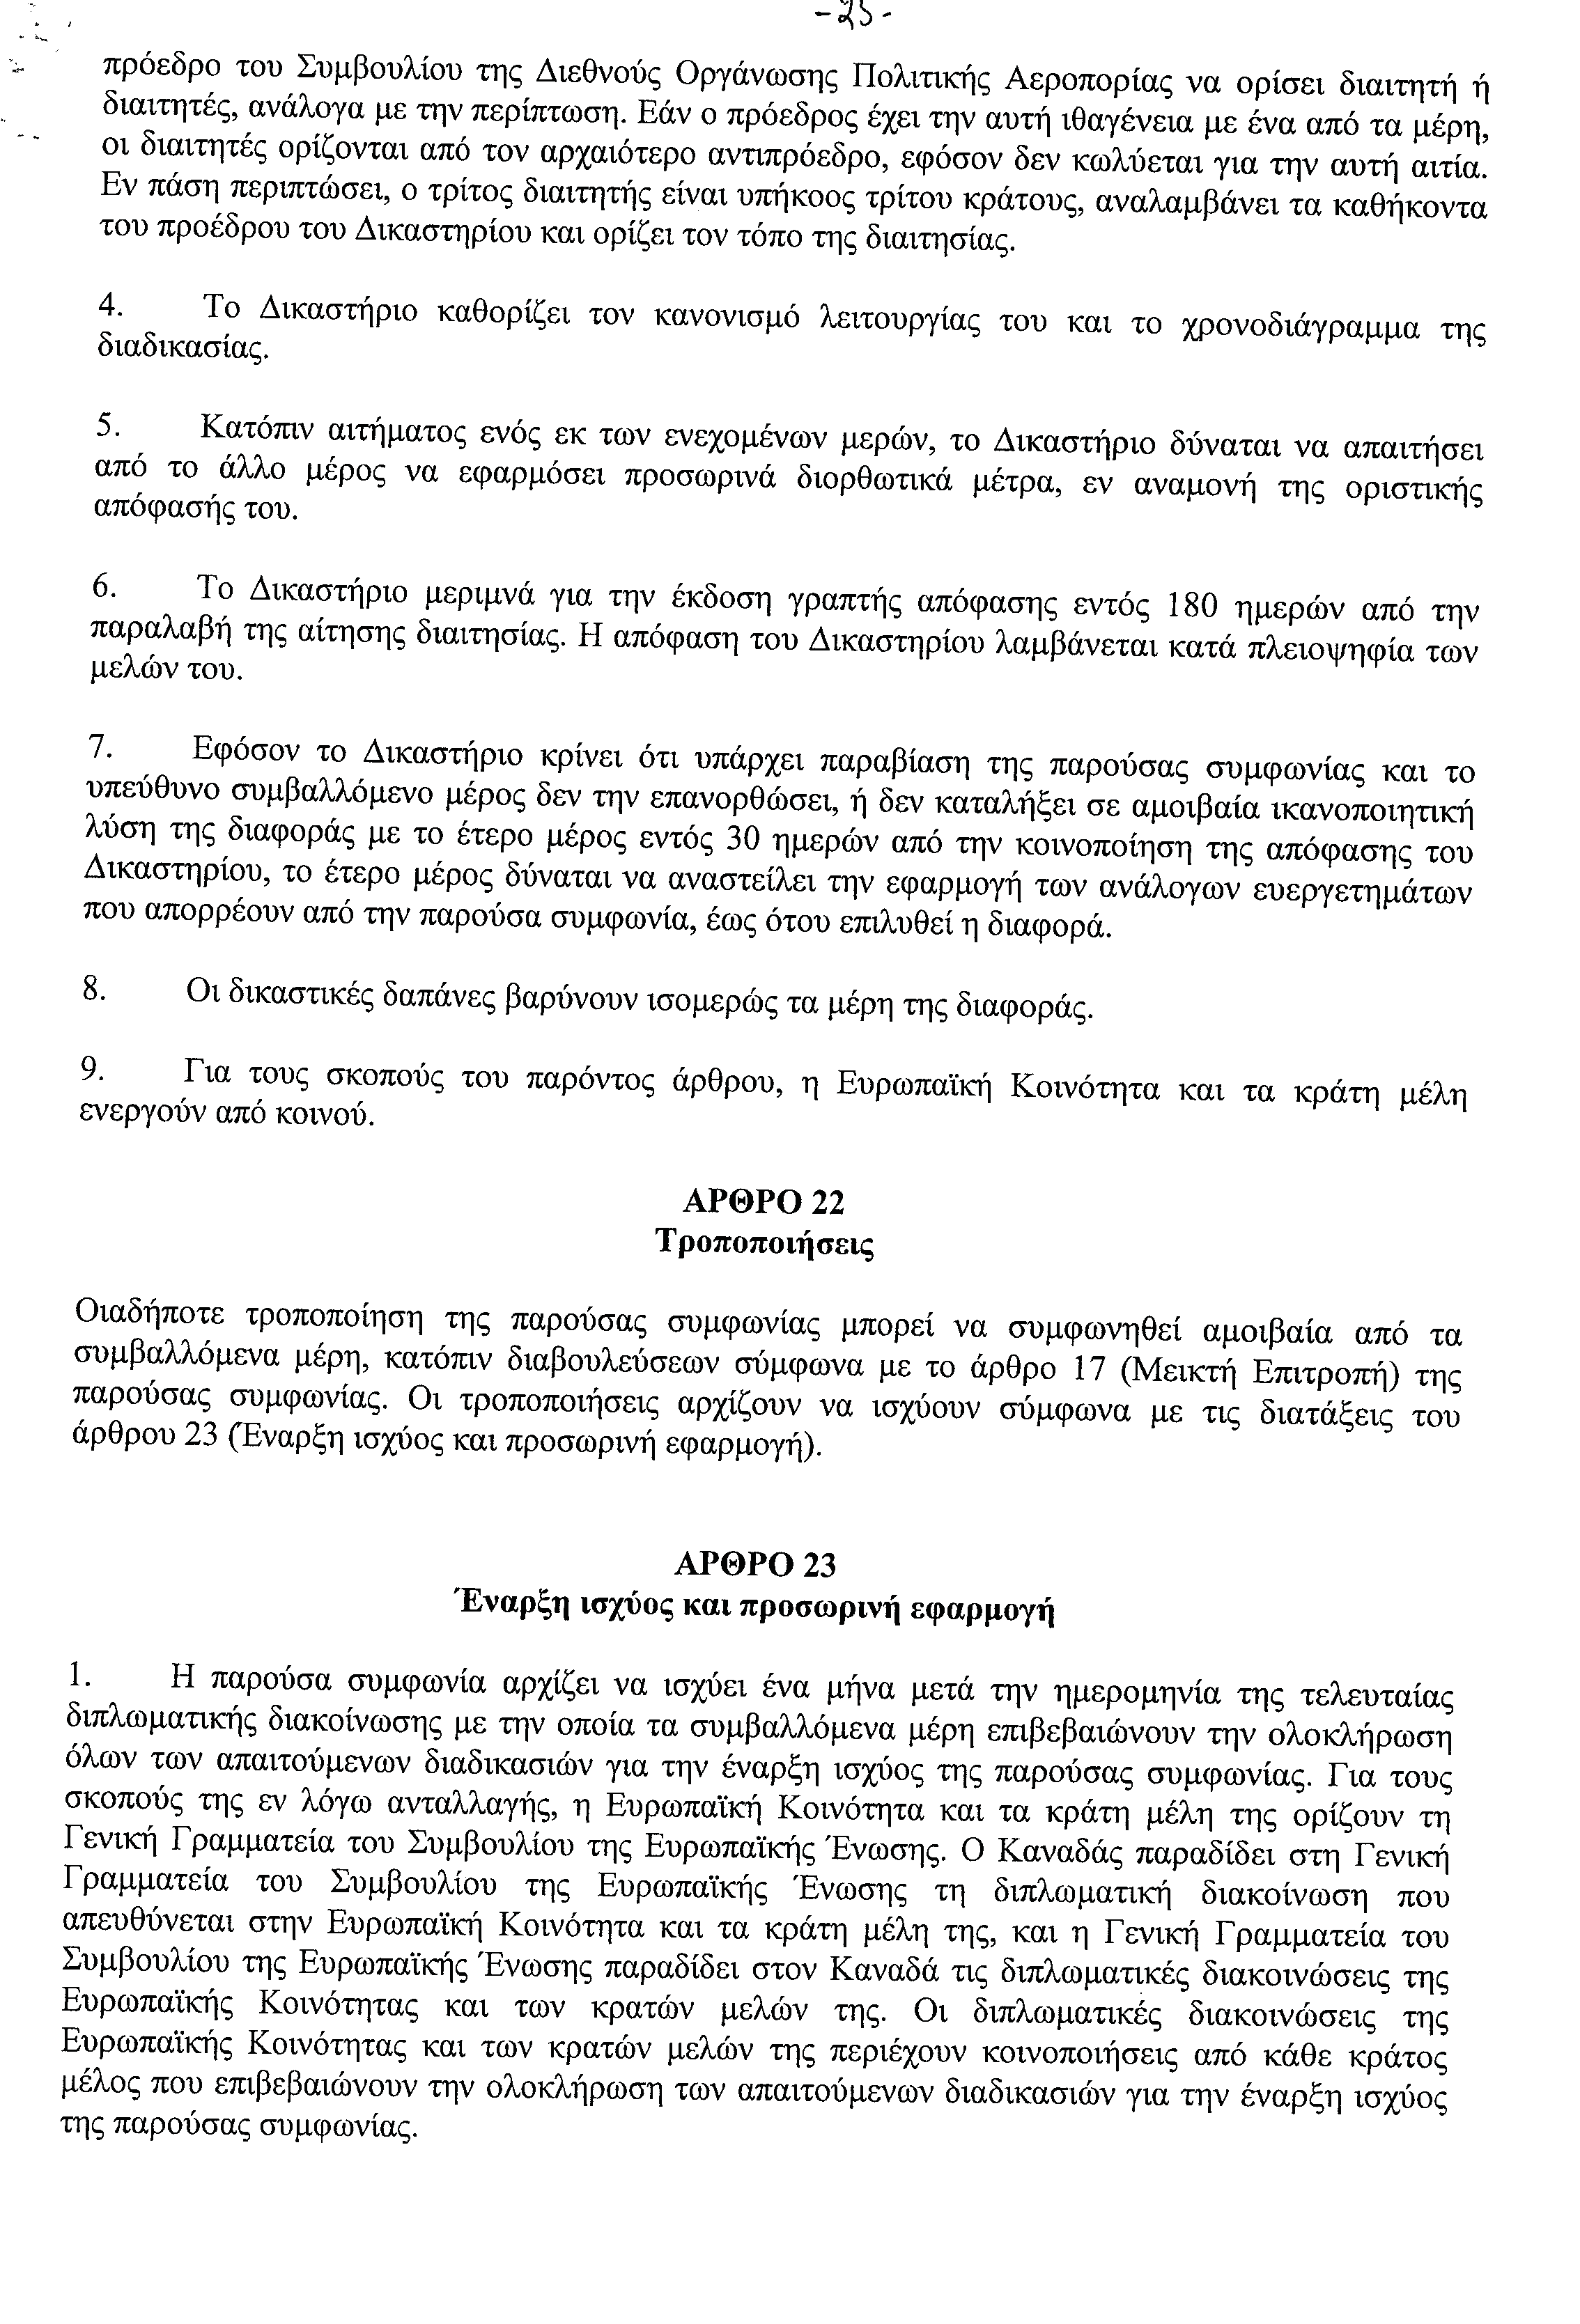 -25-
πρόεδρο του Συμβουλίου της Διεθνούς Οργάνωσης Πολιτικής Αεροπορίας να ορίσει διαιτητή ή
διαιτητές, ανάλογα με την περίπτωση. Εάν ο πρόεδρος έχει την αυτή ιθαγένεια με ένα από τα μέρη,
οι διαιτητές ορίζονται από τον αρχαιότερο αντιπρόεδρο, εφόσον δεν κωλύεται για την αυτή αιτία.
Εν πάση περιπτώσει, ο τρίτος διαιτητής είναι υπήκοος τρίτου κράτους, αναλαμβάνει τα καθήκοντα
του προέδρου του Δικαστηρίου και ορίζει τον τόπο της διαιτησίας.
4. Το Δικαστήριο καθορίζει τον κανονισμό λειτουργίας του και το χρονοδιάγραμμα της
διαδικασίας.
5. Κατόπιν αιτήματος ενός εκ των ενεχομένων μερών, το Δικαστήριο δύναται να απαιτήσει
από το άλλο μέρος να εφαρμόσει προσωρινά διορθωτικά μέτρα, εν αναμονή της οριστικής
απόφασής του.
6. Το Δικαστήριο μεριμνά για την έκδοση γραπτής απόφασης εντός 180 ημερών από την
παραλαβή της αίτησης διαιτησίας. Η απόφαση του Δικαστηρίου λαμβάνεται κατά πλειοψηφία των
μελών του.
7. Εφόσον το Δικαστήριο κρίνει ότι υπάρχει παραβίαση της παρούσας συμφωνίας και το
υπεύθυνο συμβαλλόμενο μέρος δεν την επανορθώσει, ή δεν καταλήξει σε αμοιβαία ικανοποιητική
λύση της διαφοράς με το έτερο μέρος εντός 30 ημερών από την κοινοποίηση της απόφασης του
Δικαστηρίου, το έτερο μέρος δύναται να αναστείλει την εφαρμογή των ανάλογων ευεργετημάτων
που απορρέουν από την παρούσα συμφωνία, έως ότου επιλυθεί η διαφορά.
8. Οι δικαστικές δαπάνες βαρύνουν ισομερώς τα μέρη της διαφοράς.
9. Για τους σκοπούς του παρόντος άρθρου, η Ευρωπαϊκή Κοινότητα και τα κράτη μέλη
ενεργούν από κοινού.
ΑΡΘΡΟ 22
Τροποποιήσεις
Οιαδήποτε τροποποίηση της παρούσας συμφωνίας μπορεί να συμφωνηθεί αμοιβαία από τα
συμβαλλόμενα μέρη, κατόπιν διαβουλεύσεων σύμφωνα με το άρθρο 17 (Μεικτή Επιτροπή) της
παρούσας συμφωνίας. Οι τροποποιήσεις αρχίζουν να ισχύουν σύμφωνα με τις διατάξεις του
άρθρου 23 (Έναρξη ισχύος και προσωρινή εφαρμογή).
ΑΡΘΡΟ 23
Έναρξη ισχύος και προσωρινή εφαρμογή
1. Η παρούσα συμφωνία αρχίζει να ισχύει ένα μήνα μετά την ημερομηνία της τελευταίας
διπλωματικής διακοίνωσης με την οποία τα συμβαλλόμενα μέρη επιβεβαιώνουν την ολοκλήρωση
όλων των απαιτούμενων διαδικασιών για την έναρξη ισχύος της παρούσας συμφωνίας. Για τους
σκοπούς της εν λόγω ανταλλαγής, η Ευρωπαϊκή Κοινότητα και τα κράτη μέλη της ορίζουν τη
Γενική Γραμματεία του Συμβουλίου της Ευρωπαϊκής Ένωσης. Ο Καναδάς παραδίδει στη Γενική
Γραμματεία του Συμβουλίου της Ευρωπαϊκής Ένωσης τη διπλωματική διακοίνωση που
απευθύνεται στην Ευρωπαϊκή Κοινότητα και τα κράτη μέλη της, και η Γενική Γραμματεία του
Συμβουλίου της Ευρωπαϊκής Ένωσης παραδίδει στον Καναδά τις διπλωματικές διακοινώσεις της
Ευρωπαϊκής Κοινότητας και των κρατών μελών της. Οι διπλωματικές διακοινώσεις της
Ευρωπαϊκής Κοινότητας και των κρατών μελών της περιέχουν κοινοποιήσεις από κάθε κράτος
μέλος που επιβεβαιώνουν την ολοκλήρωση των απαιτούμενων διαδικασιών για την έναρξη ισχύος
της παρούσας συμφωνίας.